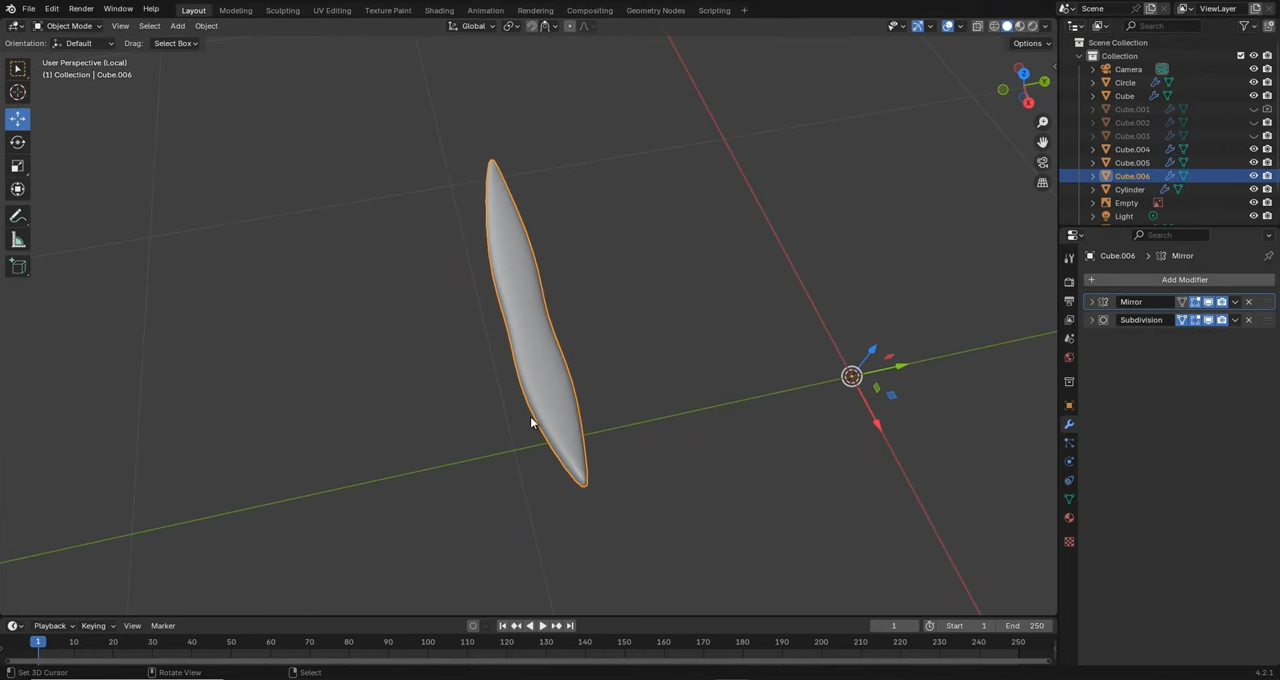 File Edit Render Window Help Layout Modeling Sculpting UV Editing Texture Paint Shading Animation Rendering Compositing Geometry Nodes Scripting + Scene ViewLayer
Object Mode View Select Add Object Global Search
Orientation: Default Drag: Select Box Options
User Perspective (Local)
(1) Collection | Cube.006
Z
Y
X
Scene Collection
Collection
Camera
Circle
Cube
Cube.001
Cube.002
Cube.003
Cube.004
Cube.005
Cube.006
Cylinder
Empty
Light
Search
Cube.006 > Mirror
+ Add Modifier
Mirror
Subdivision
Playback Keying View Marker 1 Start 1 End 250
1 10 20 30 40 50 60 70 80 90 100 110 120 130 140 150 160 170 180 190 200 210 220 230 240 250
Set 3D Cursor Rotate View Select 4.2.1